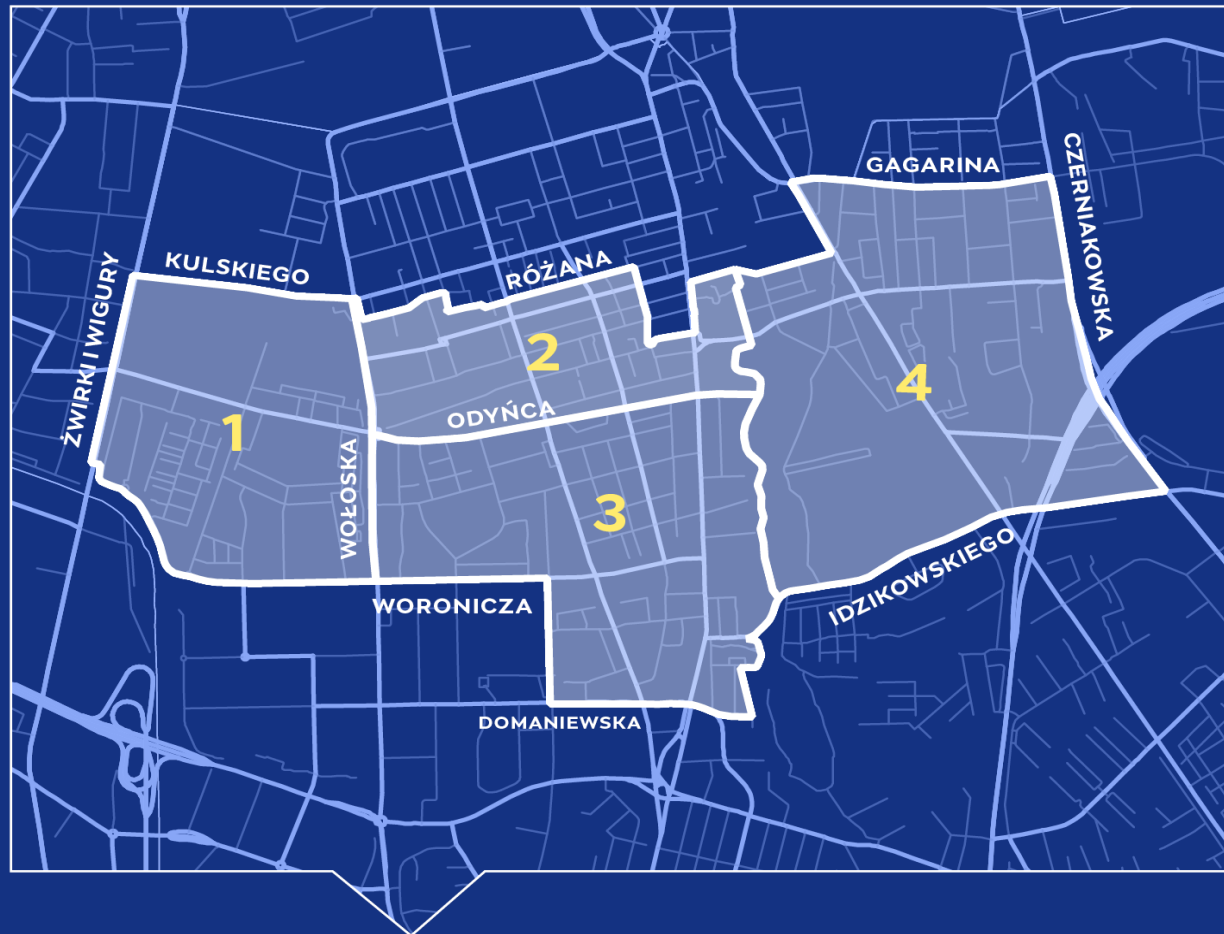 GAGARINA
CZERNIAKOWSKA
KULSKIEGO
RÓŻANA
ŻWIRKI I WIGURY
2
4
1
ODYŃCA
WOŁOSKA
3
WORONICZA
IDZIKOWSKIEGO
DOMANIEWSKA